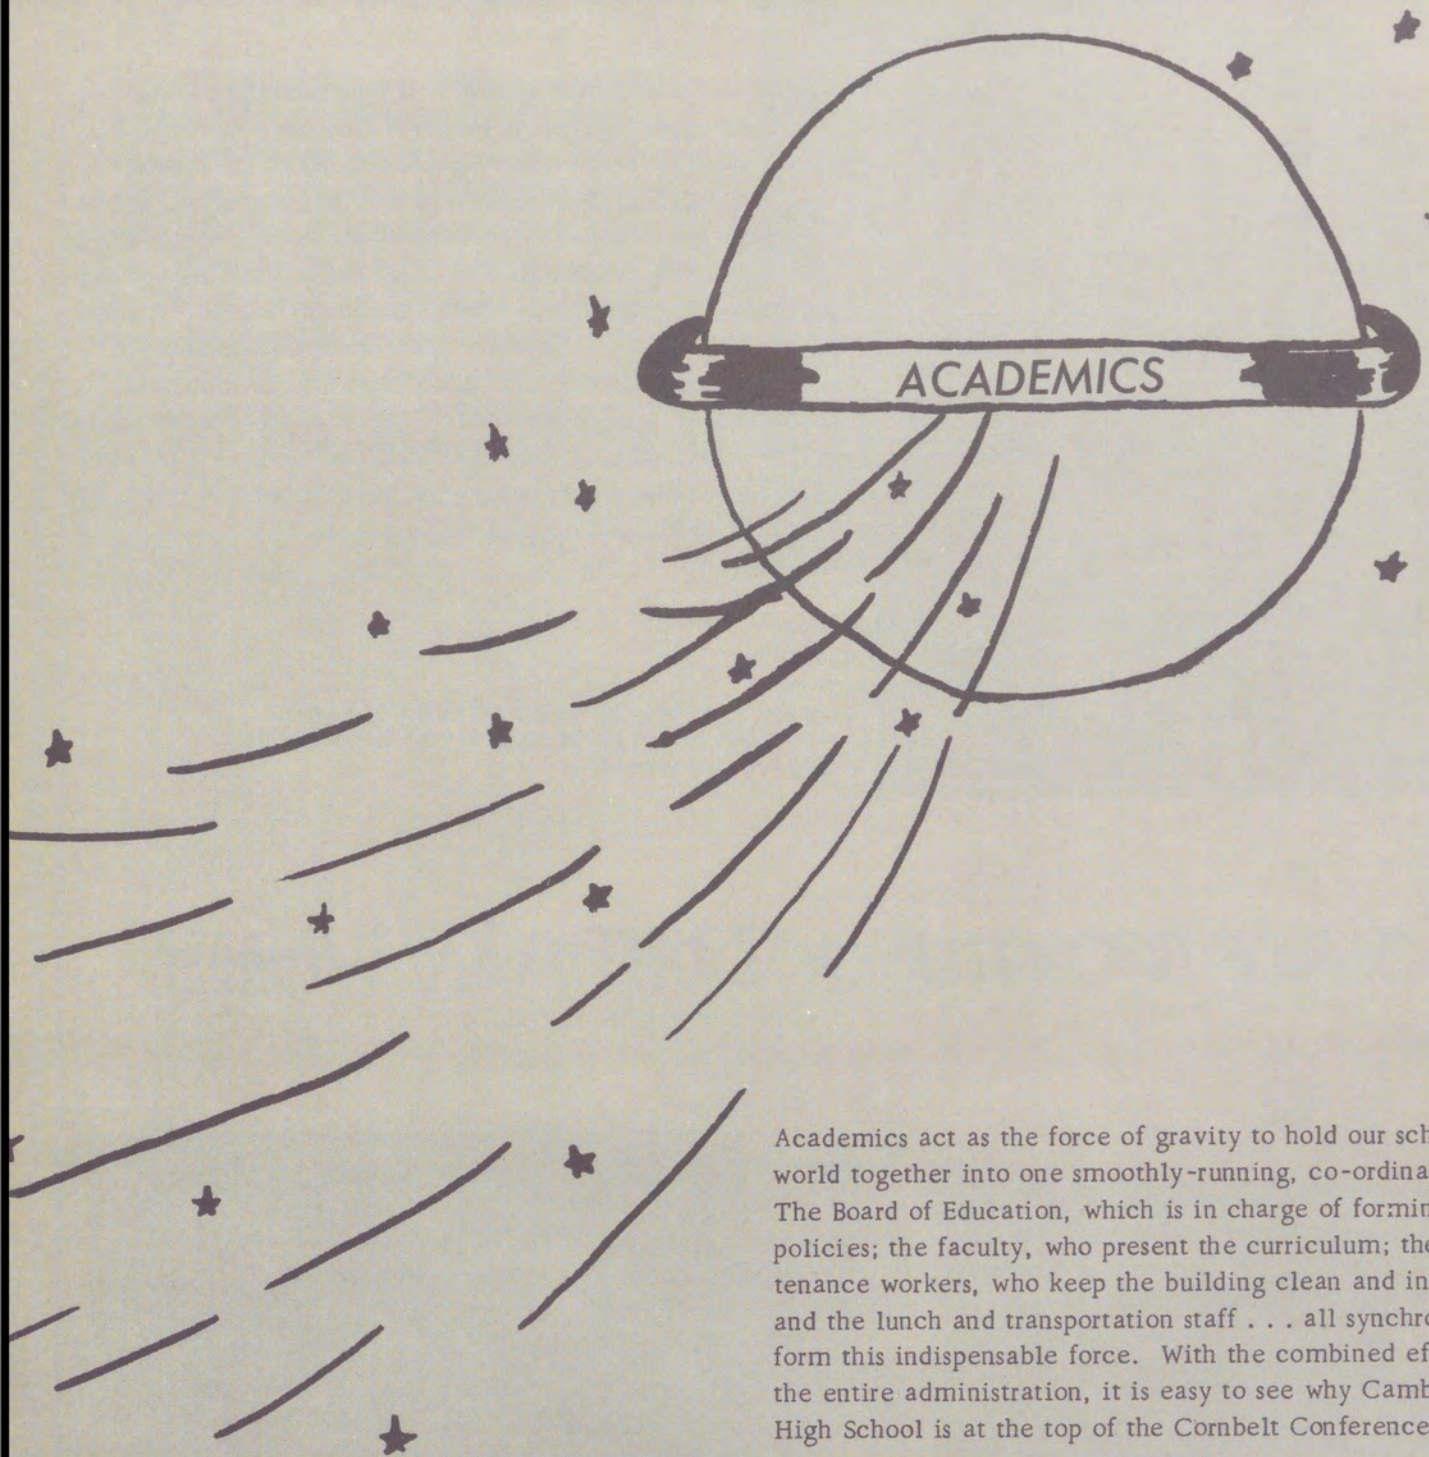 ACADEMICS
Academics act as the force of gravity to hold our sch
world together into one smoothly-running, co-ordina
The Board of Education, which is in charge of formin
policies; the faculty, who present the curriculum; the
tenance workers, who keep the building clean and in
and the lunch and transportation staff . . . all synchro
form this indispensable force. With the combined ef
the entire administration, it is easy to see why Camb
High School is at the top of the Cornbelt Conference